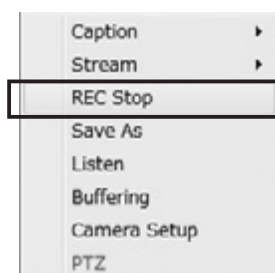 Caption
Stream
REC Stop
Save As
Listen
Buffering
Camera Setup
PTZ